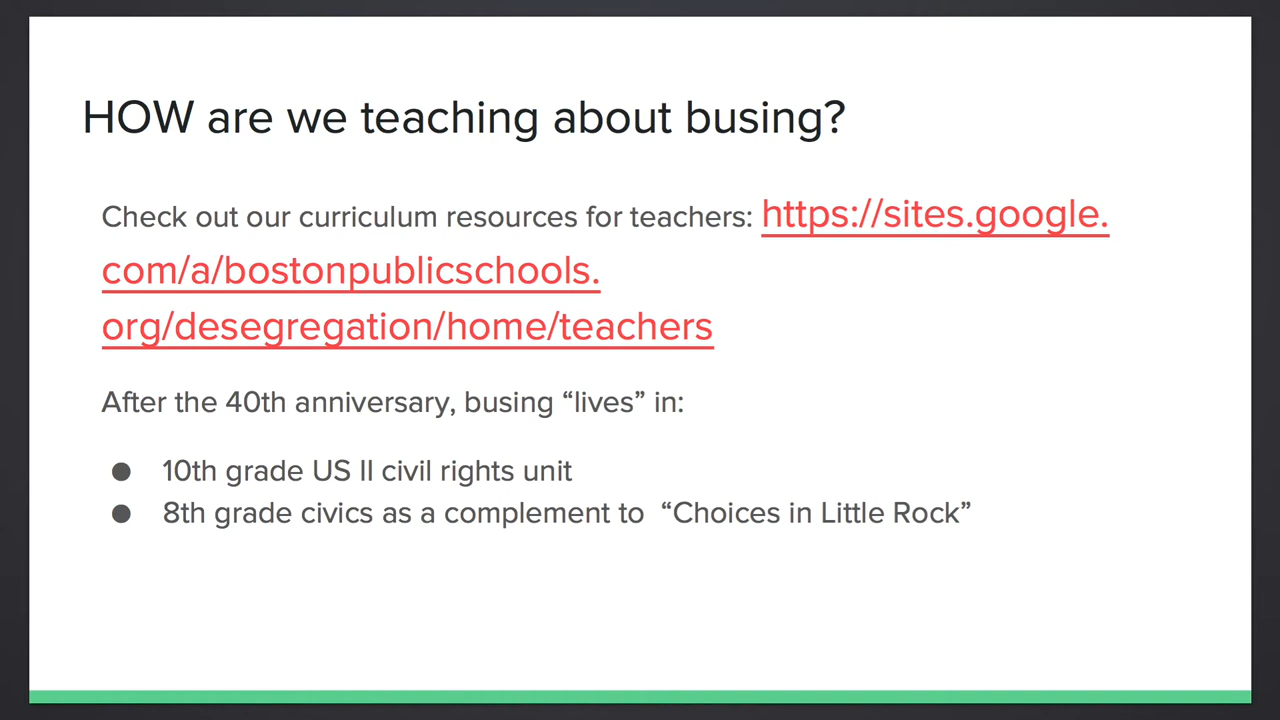 HOW are we teaching about busing?
Check out our curriculum resources for teachers: https://sites.google.
com/a/bostonpublicschools.
org/desegregation/home/teachers
After the 40th anniversary, busing “lives” in:
● 10th grade US II civil rights unit
● 8th grade civics as a complement to “Choices in Little Rock”